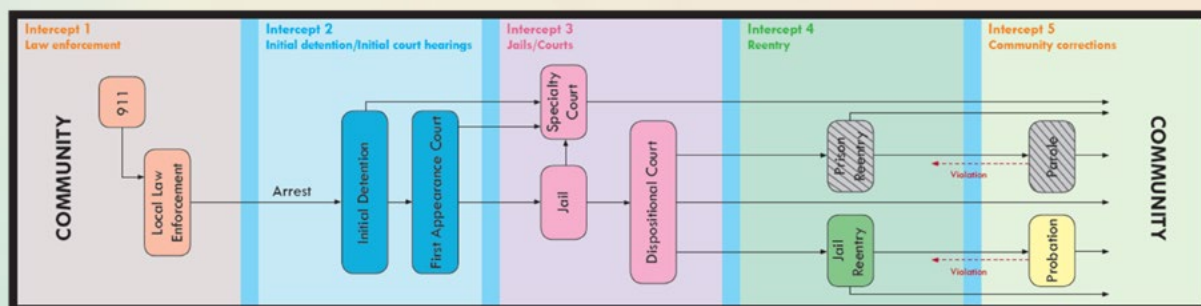 Intercept 1
Law enforcement
Intercept 2
Initial detention/Initial court hearings
Intercept 3
Jails/Courts
Intercept 4
Reentry
Intercept 5
Community corrections
COMMUNITY
911
Local Law
Enforcement
Arrest
Initial Detention
First Appearance Court
Specialty
Court
Jail
Dispositional Court
Prison
Reentry
Jail
Reentry
Violation
Violation
Parole
Probation
COMMUNITY